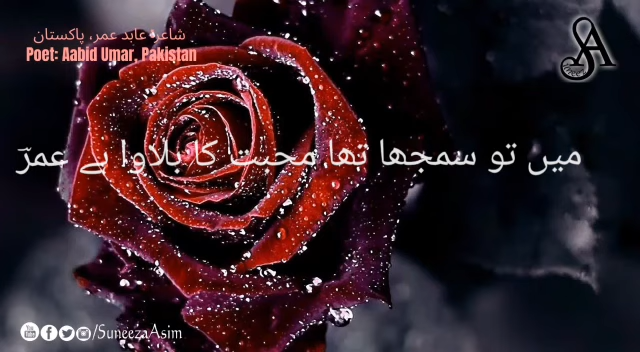 شاعر: عابد عمر، پاکستان
Poet: Aabid Umar, Pakistan
میں تو سمجھا تھا محبت کا بلاوا ہے عمرؔ
/SuneezaAsim